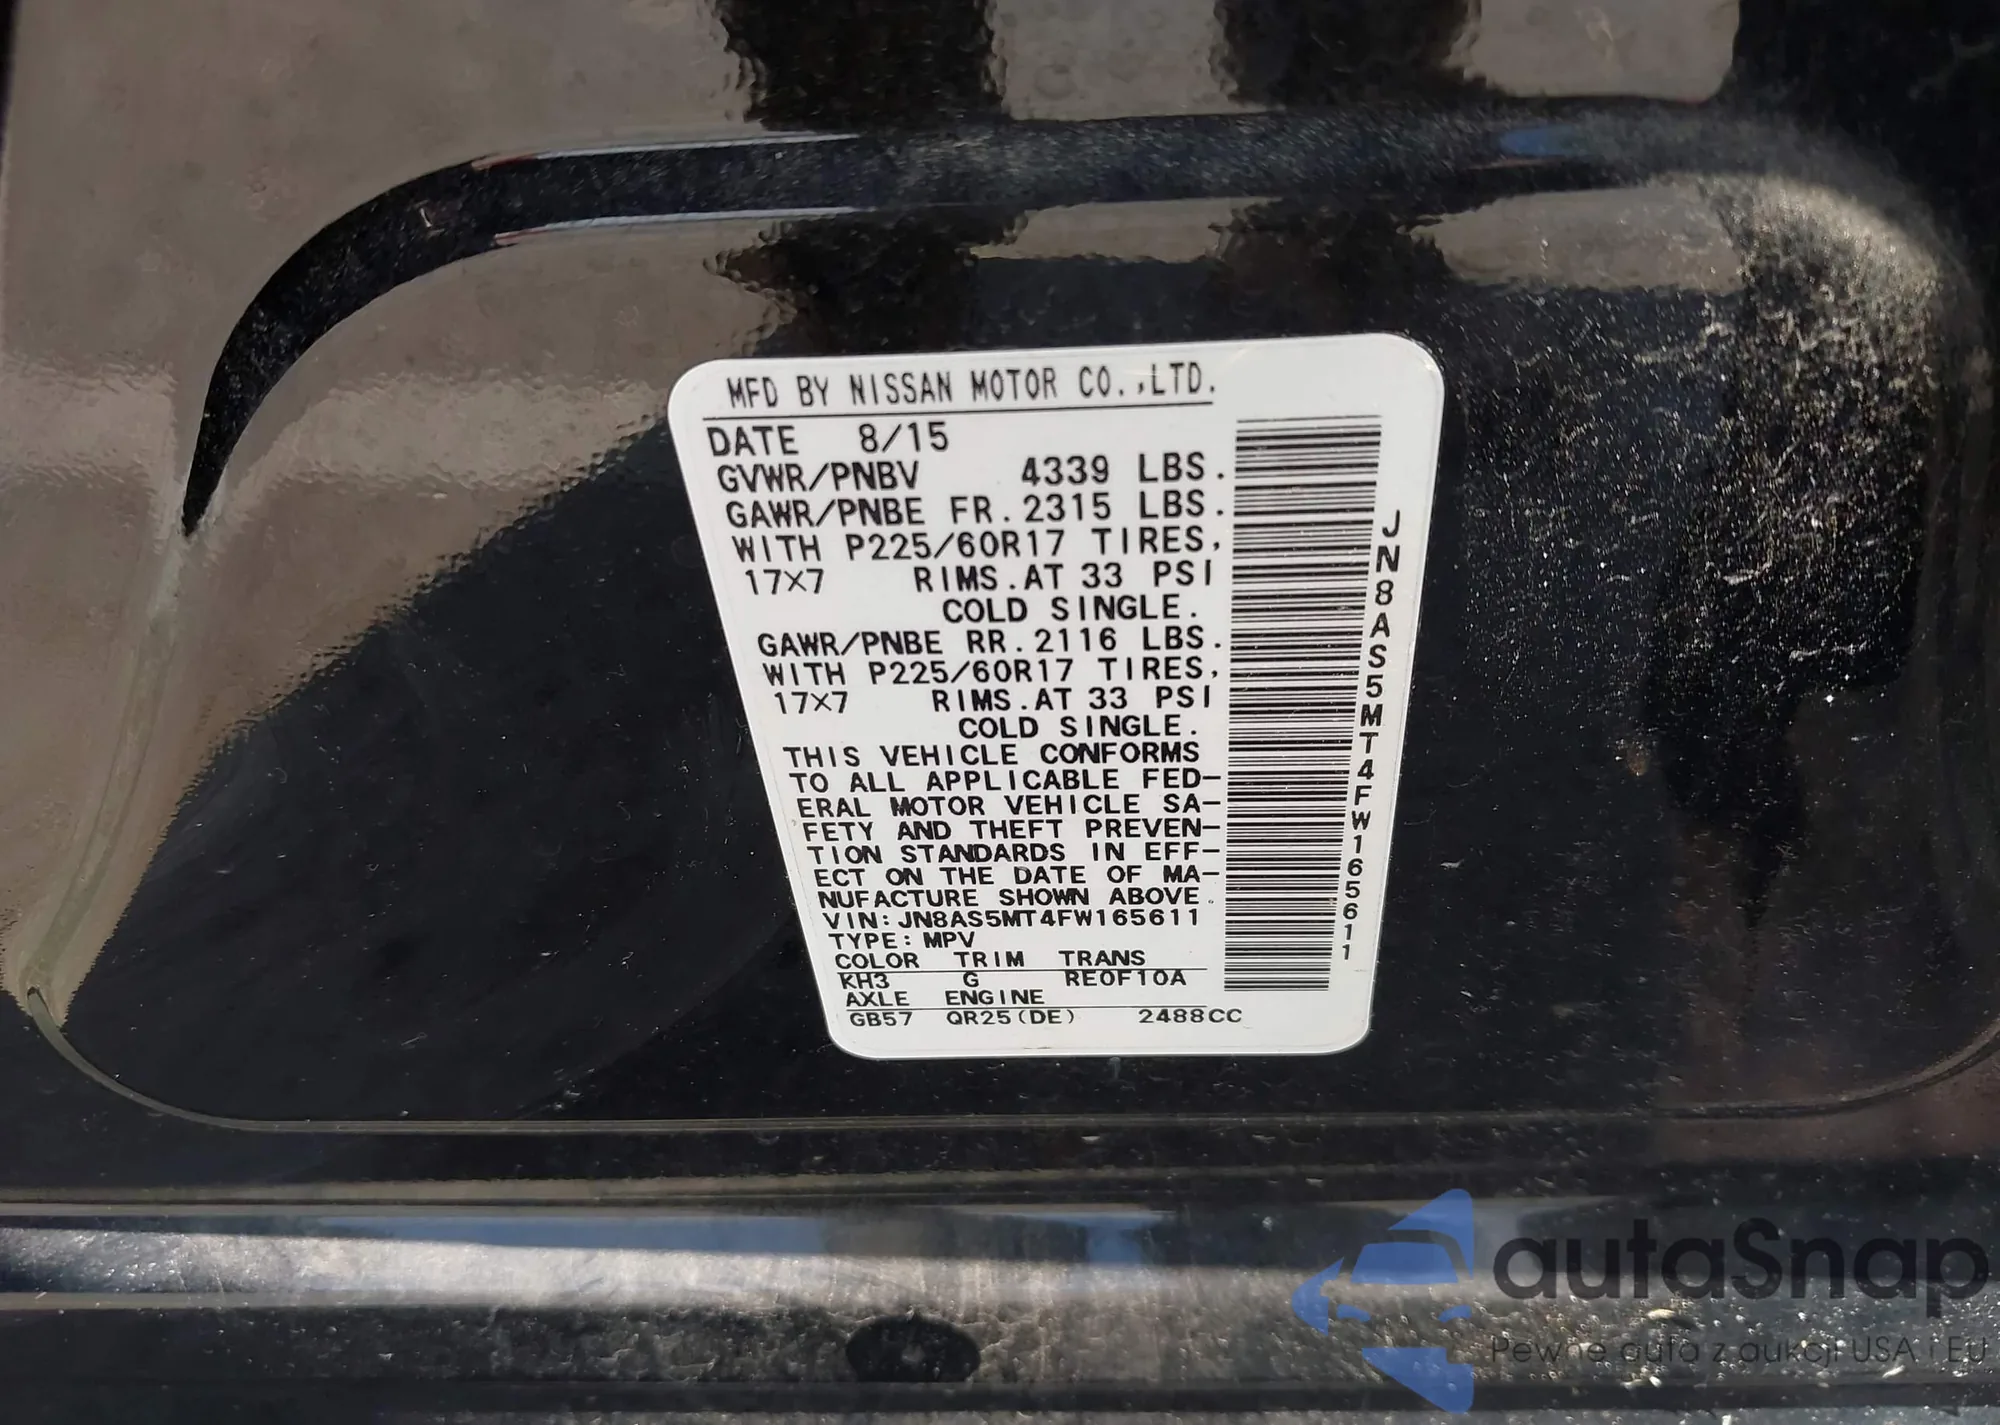 MFD BY NISSAN MOTOR CO.,LTD.
DATE 8/15
GVWR/PNBV 4339 LBS.
GAWR/PNBE FR.2315 LBS.
WITH P225/60R17 TIRES,
17×7 RIMS.AT 33 PSI
COLD SINGLE.
GAWR/PNBE RR.2116 LBS.
WITH P225/60R17 TIRES,
17×7 RIMS.AT 33 PSI
COLD SINGLE.
THIS VEHICLE CONFORMS
TO ALL APPLICABLE FED-
ERAL MOTOR VEHICLE SA-
FETY AND THEFT PREVEN-
TION STANDARDS IN EFF-
ECT ON THE DATE OF MA-
NUFACTURE SHOWN ABOVE.
VIN:JN8AS5MT4FW165611
TYPE:MPV
COLOR TRIM TRANS
KH3 G RE0F10A
AXLE ENGINE
GB57 QR25(DE) 2488CC
JN8AS5MT4FW165611
autaSnap
Pewne auta z aukcji USA i EU